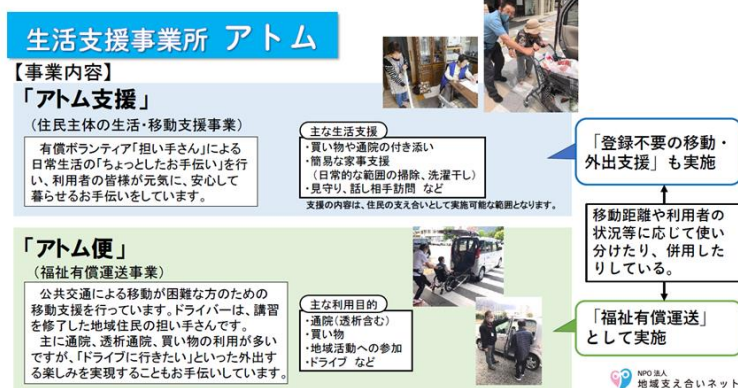 生活支援事業所 アトム
【事業内容】
「アトム支援」
（住民主体の生活・移動支援事業）
有償ボランティア「担い手さん」による
日常生活の「ちょっとしたお手伝い」を行
い、利用者の皆様が元気に、安心して
暮らせるお手伝いをしています。
主な生活支援
・買い物や通院の付き添い
・簡易な家事支援
（日常的な範囲の掃除、洗濯干し）
・見守り、話し相手訪問 など
支援の内容は、住民の支え合いとして実施可能な範囲となります。
「登録不要の移動・
外出支援」も実施
移動距離や利用者の
状況等に応じて使い
分けたり、併用した
りしている。
「アトム便」
（福祉有償運送事業）
公共交通による移動が困難な方のための
移動支援を行っています。ドライバーは、講習
を修了した地域住民の担い手さんです。
主に通院、透析通院、買い物の利用が多い
ですが、「ドライブに行きたい」といった外出す
る楽しみを実現することもお手伝いしています。
主な利用目的
・通院（透析含む）
・買い物
・地域活動への参加
・ドライブ など
「福祉有償運送」
として実施
NPO法人
地域支え合いネット